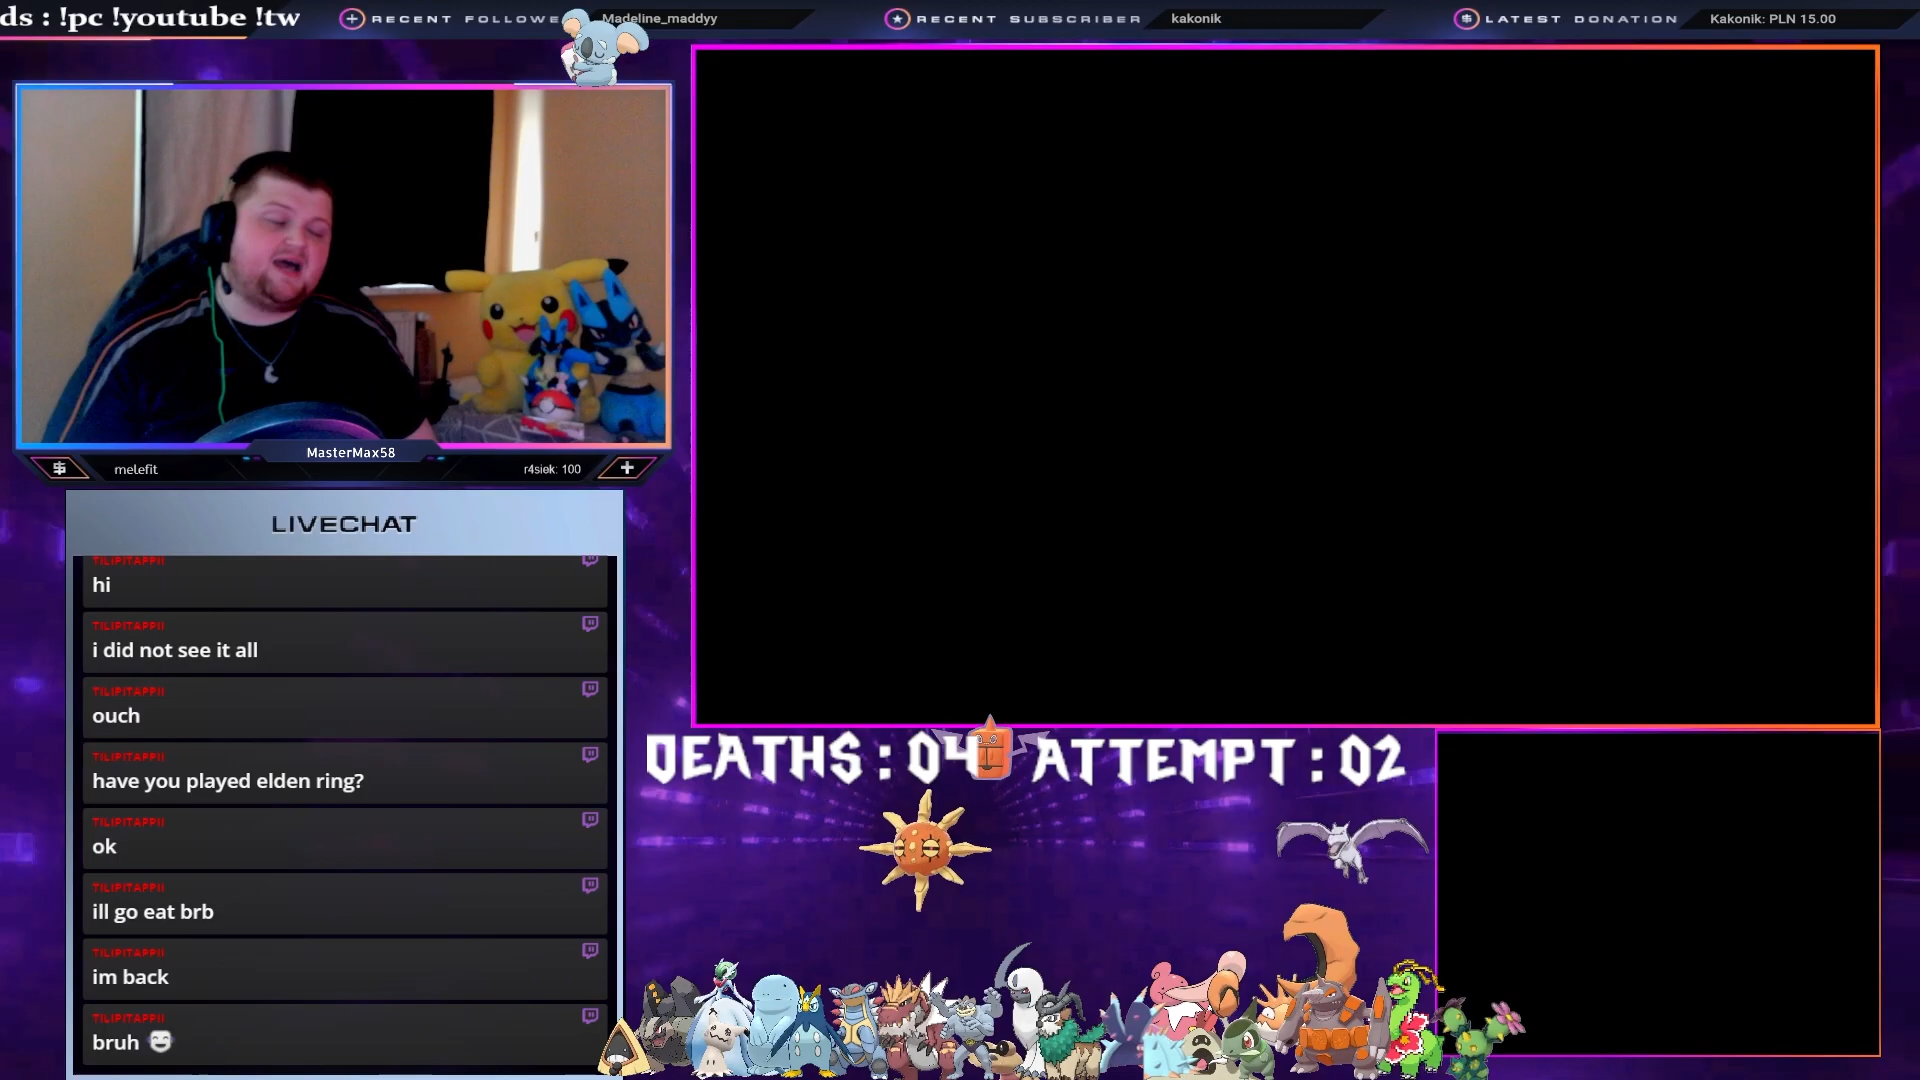 ds : !pc !youtube !tw
RECENT FOLLOWE
Madeline_maddyy
RECENT SUBSCRIBER
kakonik
LATEST DONATION
Kakonik: PLN 15.00
MasterMax58
melefit
r4siek: 100
LIVECHAT
TILIPITAPPII
hi
TILIPITAPPII
i did not see it all
TILIPITAPPII
ouch
TILIPITAPPII
have you played elden ring?
TILIPITAPPII
ok
TILIPITAPPII
ill go eat brb
TILIPITAPPII
im back
TILIPITAPPII
bruh
DEATHS : 04
ATTEMPT : 02